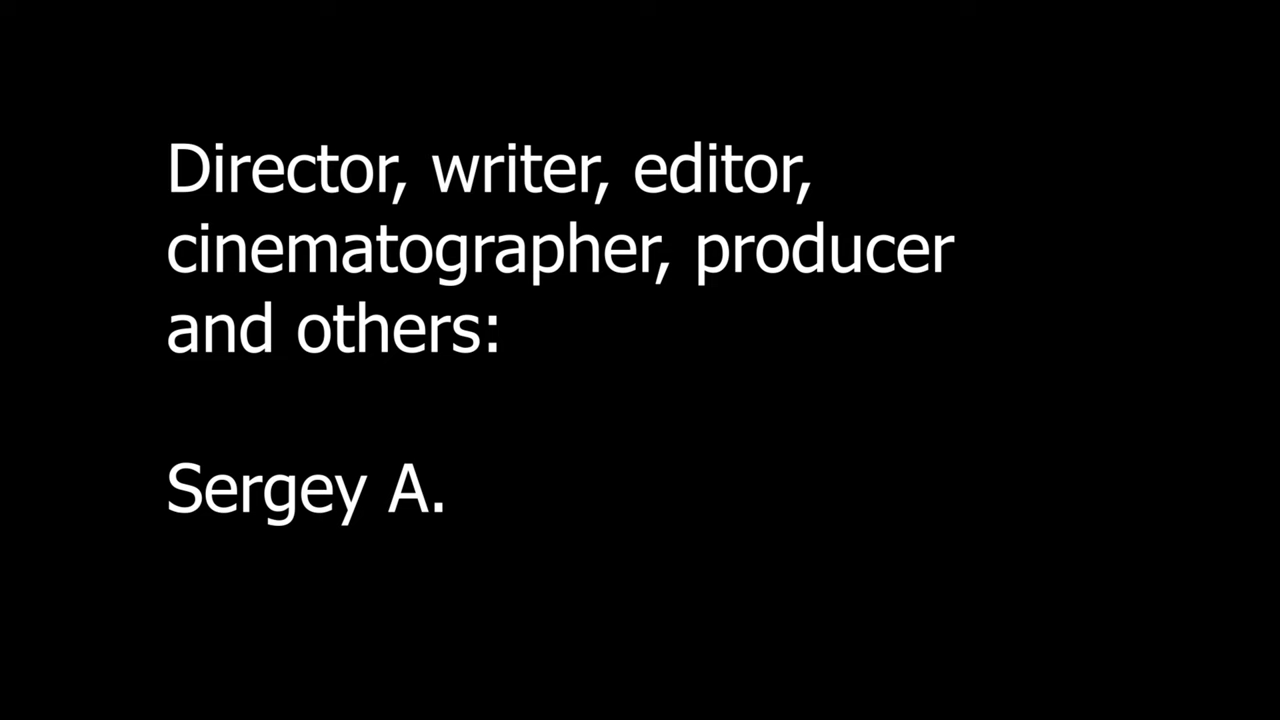 Director, writer, editor,
cinematographer, producer
and others:
Sergey A.